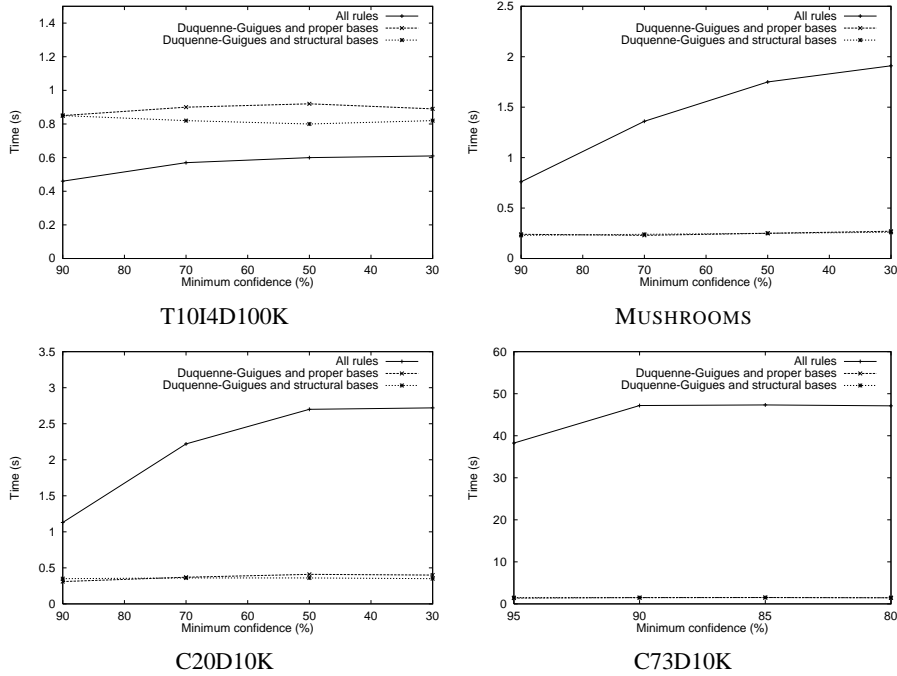 1.4
1.2
1
0.8
0.6
0.4
0.2
0
90
80
70
60
50
40
30
Time (s)
Minimum confidence (%)
All rules
Duquenne-Guigues and proper bases
Duquenne-Guigues and structural bases
T10I4D100K
2.5
2
1.5
1
0.5
0
90
80
70
60
50
40
30
Time (s)
Minimum confidence (%)
All rules
Duquenne-Guigues and proper bases
Duquenne-Guigues and structural bases
MUSHROOMS
3.5
3
2.5
2
1.5
1
0.5
0
90
80
70
60
50
40
30
Time (s)
Minimum confidence (%)
All rules
Duquenne-Guigues and proper bases
Duquenne-Guigues and structural bases
C20D10K
60
50
40
30
20
10
0
95
90
85
80
Time (s)
Minimum confidence (%)
All rules
Duquenne-Guigues and proper bases
Duquenne-Guigues and structural bases
C73D10K